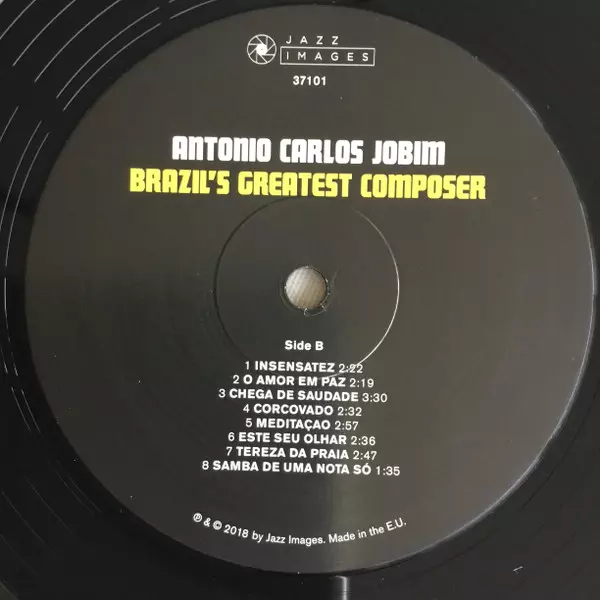 JAZZ
IMAGES
37101
ANTONIO CARLOS JOBIM
BRAZIL'S GREATEST COMPOSER
Side B
1 INSENSATEZ 2:22
2 O AMOR EM PAZ 2:19
3 CHEGA DE SAUDADE 3:30
4 CORCOVADO 2:32
5 MEDITAÇAO 2:57
6 ESTE SEU OLHAR 2:36
7 TEREZA DA PRAIA 2:47
8 SAMBA DE UMA NOTA SÓ 1:35
℗ & © 2018 by Jazz Images. Made in the E.U.